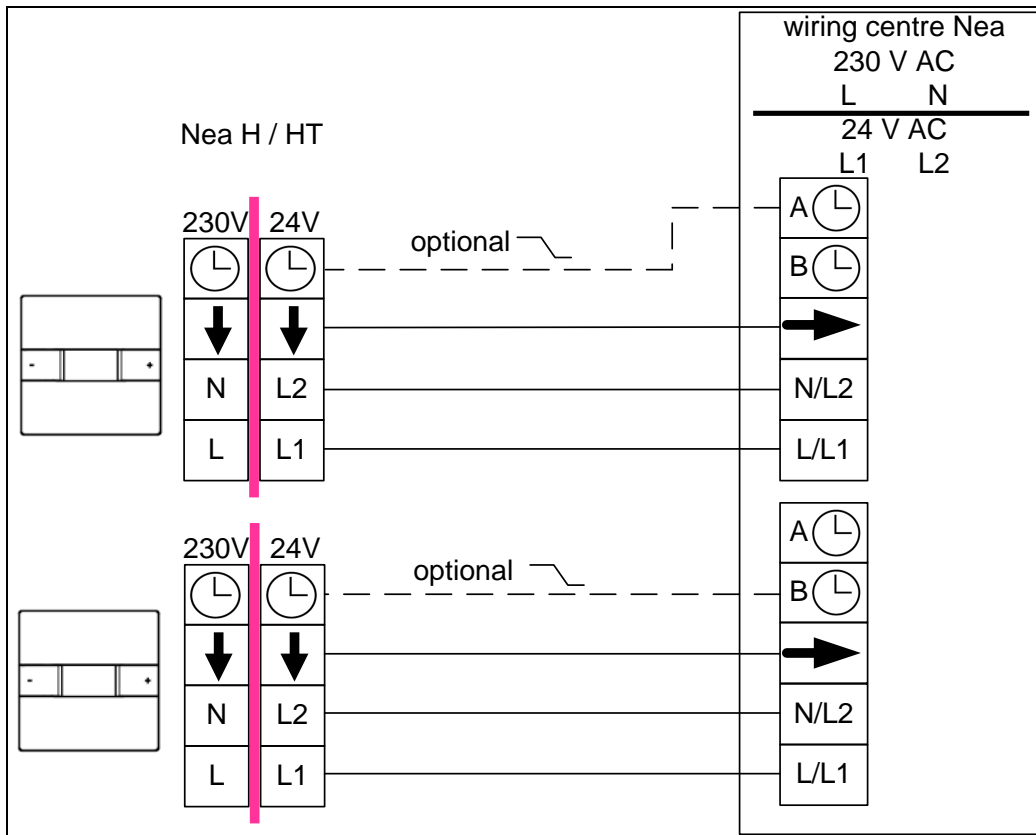 wiring centre Nea
230 V AC
L N
24 V AC
L1 L2
Nea H / HT
230V 24V
optional
A
B
- +
N L2 N/L2
L L1 L/L1
230V 24V
optional
A
B
- +
N L2 N/L2
L L1 L/L1